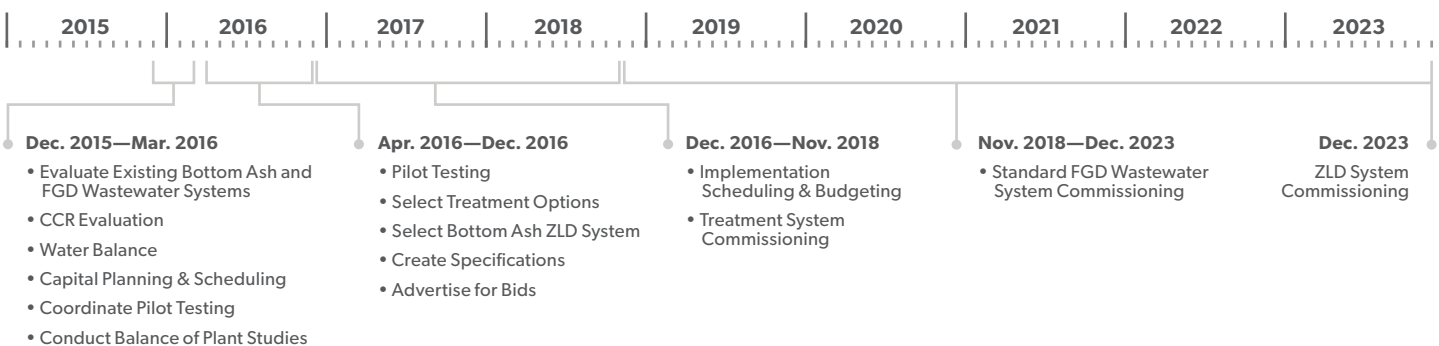 2015 2016 2017 2018 2019 2020 2021 2022 2023
Dec. 2015—Mar. 2016
• Evaluate Existing Bottom Ash and
FGD Wastewater Systems
• CCR Evaluation
• Water Balance
• Capital Planning & Scheduling
• Coordinate Pilot Testing
• Conduct Balance of Plant Studies
Apr. 2016—Dec. 2016
• Pilot Testing
• Select Treatment Options
• Select Bottom Ash ZLD System
• Create Specifications
• Advertise for Bids
Dec. 2016—Nov. 2018
• Implementation
Scheduling & Budgeting
• Treatment System
Commissioning
Nov. 2018—Dec. 2023
• Standard FGD Wastewater
System Commissioning
Dec. 2023
ZLD System
Commissioning